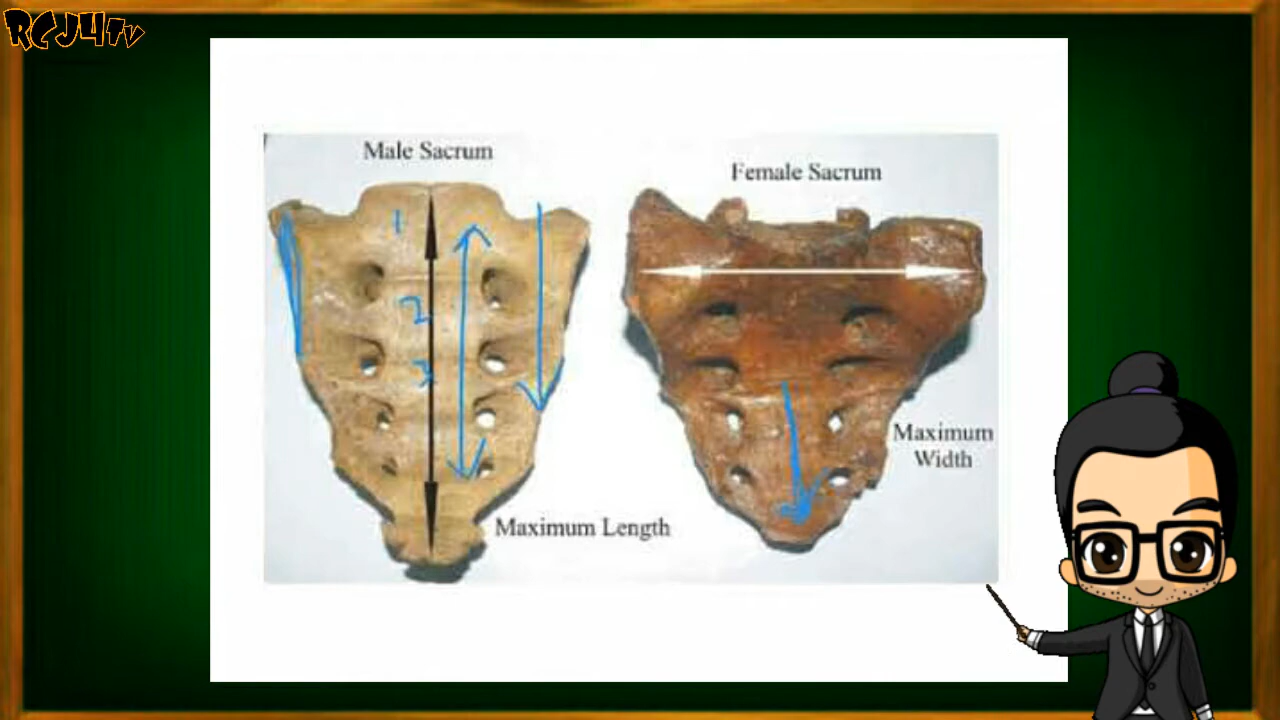 RCJ4TV
Male Sacrum
Female Sacrum
1
2
3
Maximum
Width
Maximum Length